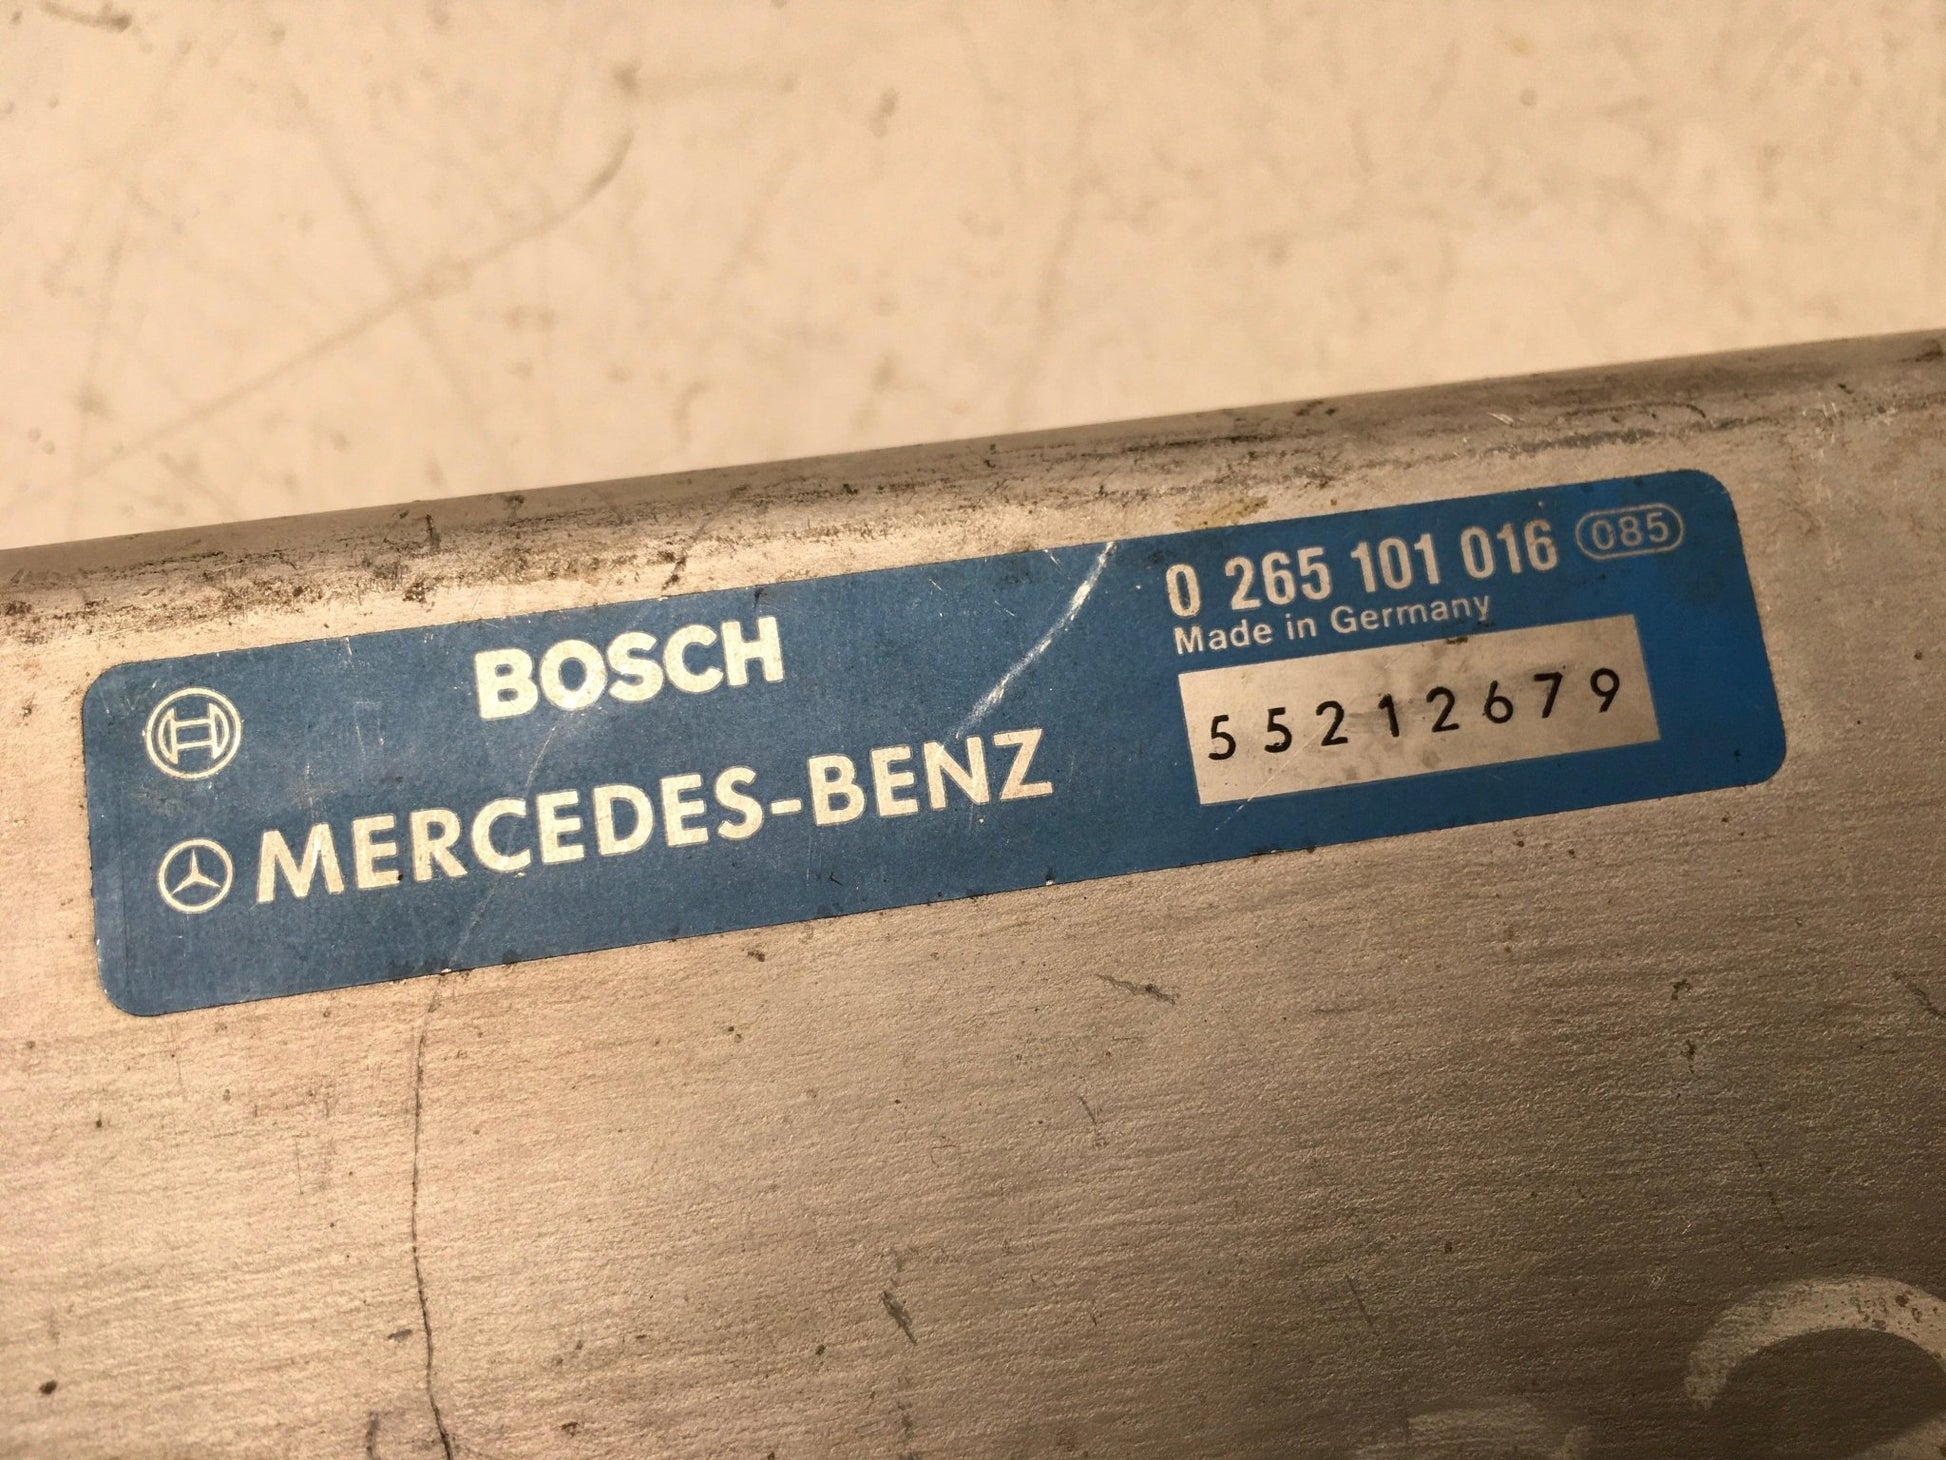 BOSCH
MERCEDES-BENZ
0 265 101 016 085
Made in Germany
55212679